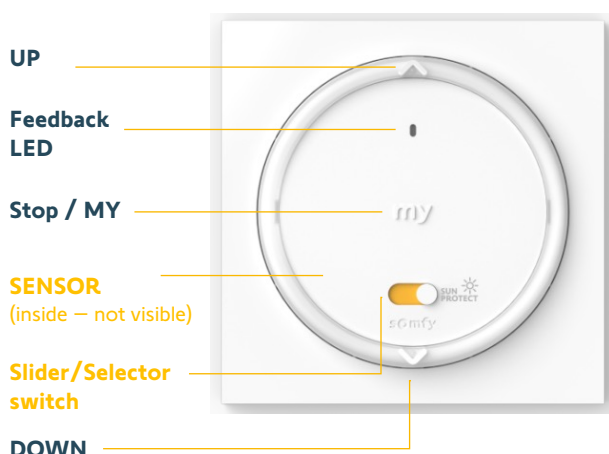 UP
Feedback
LED
my
Stop / MY
SENSOR
(inside – not visible)
SUN
PROTECT
somfy
Slider/Selector
switch
DOWN